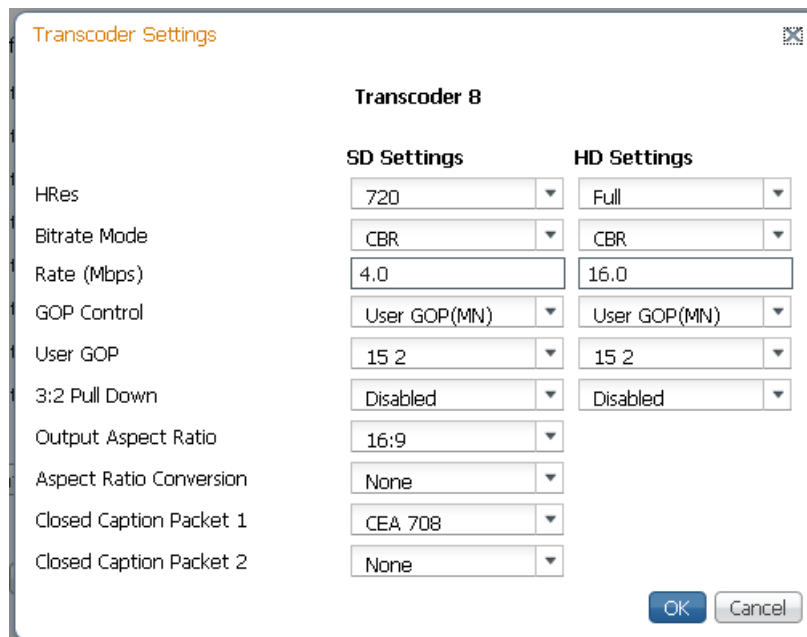 Transcoder Settings
Transcoder 8
SD Settings HD Settings
HRes 720 Full
Bitrate Mode CBR CBR
Rate (Mbps) 4.0 16.0
GOP Control User GOP(MN) User GOP(MN)
User GOP 15 2 15 2
3:2 Pull Down Disabled Disabled
Output Aspect Ratio 16:9
Aspect Ratio Conversion None
Closed Caption Packet 1 CEA 708
Closed Caption Packet 2 None
OK Cancel